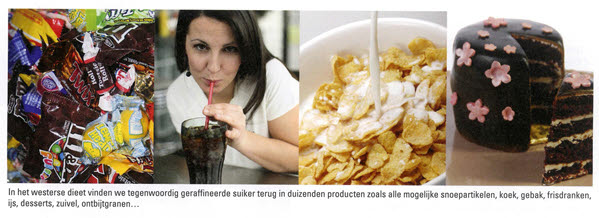 In het westerse dieet vinden we tegenwoordig geraffineerde suiker terug in duizenden producten zoals alle mogelijke snoepartikelen, koek, gebak, frisdranken,
ijs, desserts, zuivel, ontbijtgranen…